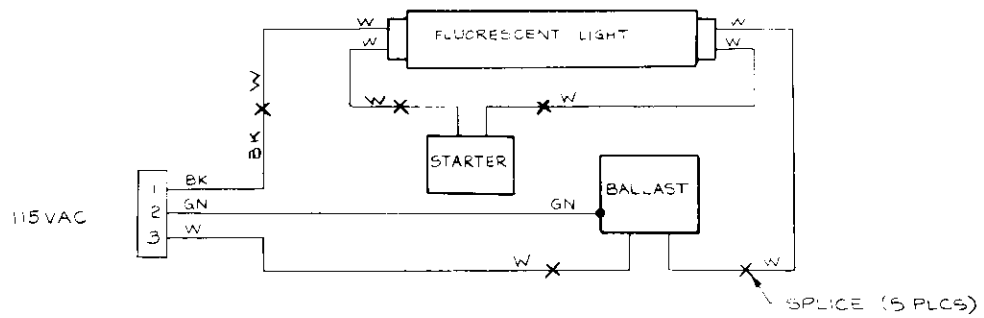 W
W
FLUORESCENT LIGHT
W
W
W
W
W
BK
STARTER
BALLAST
115 VAC
1 BK
2 GN
GN
3 W
W
W
SPLICE (5 PLCS)